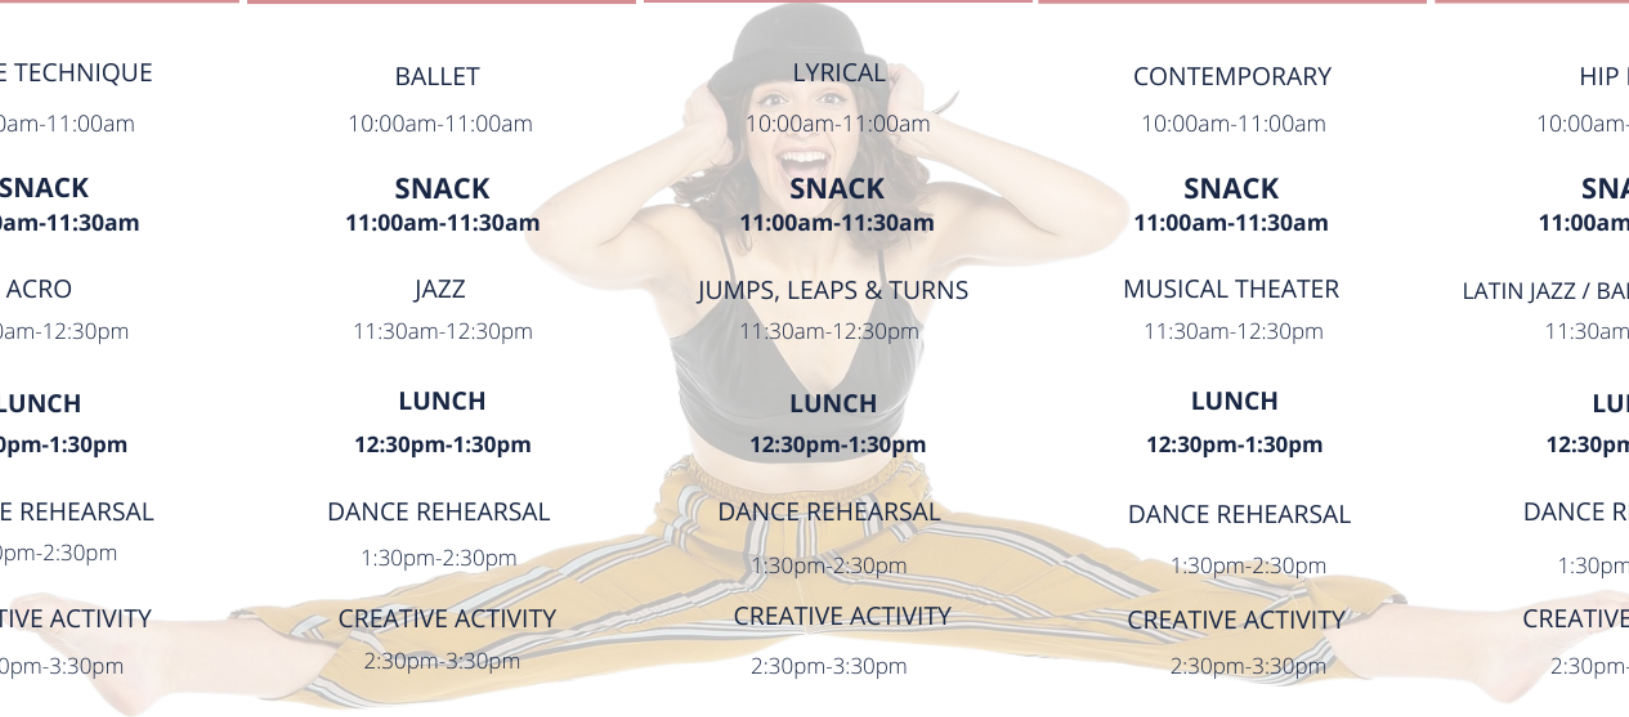 E TECHNIQUE
0am-11:00am
SNACK
0am-11:30am
ACRO
0am-12:30pm
LUNCH
0pm-1:30pm
E REHEARSAL
0pm-2:30pm
TIVE ACTIVITY
0pm-3:30pm
BALLET
10:00am-11:00am
SNACK
11:00am-11:30am
JAZZ
11:30am-12:30pm
LUNCH
12:30pm-1:30pm
DANCE REHEARSAL
1:30pm-2:30pm
CREATIVE ACTIVITY
2:30pm-3:30pm
LYRICAL
10:00am-11:00am
SNACK
11:00am-11:30am
JUMPS, LEAPS & TURNS
11:30am-12:30pm
LUNCH
12:30pm-1:30pm
DANCE REHEARSAL
1:30pm-2:30pm
CREATIVE ACTIVITY
2:30pm-3:30pm
CONTEMPORARY
10:00am-11:00am
SNACK
11:00am-11:30am
MUSICAL THEATER
11:30am-12:30pm
LUNCH
12:30pm-1:30pm
DANCE REHEARSAL
1:30pm-2:30pm
CREATIVE ACTIVITY
2:30pm-3:30pm
HIP
10:00am-
SNA
11:00am
LATIN JAZZ / BA
11:30am
LU
12:30p
DANCE R
1:30pm
CREATIVE
2:30pm-